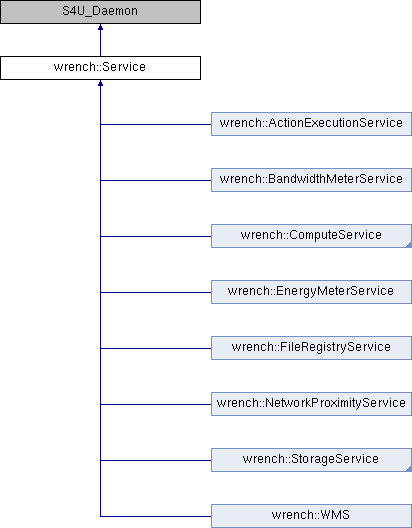 S4U_Daemon
wrench::Service
wrench::ActionExecutionService
wrench::BandwidthMeterService
wrench::ComputeService
wrench::EnergyMeterService
wrench::FileRegistryService
wrench::NetworkProximityService
wrench::StorageService
wrench::WMS